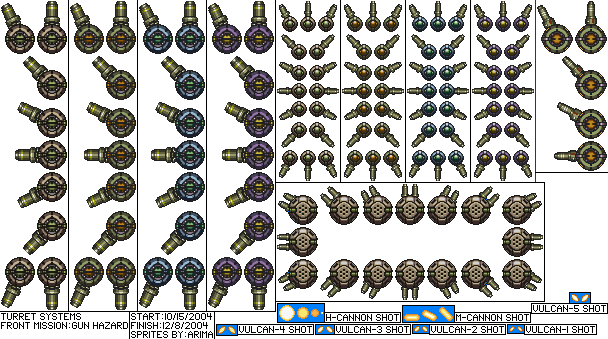 VULCAN-5 SHOT
TURRET SYSTEMS
FRONT MISSION:GUN HAZARD
START:10/15/2004
FINISH:12/8/2004
SPRITES BY:ARIMA
H-CANNON SHOT
M-CANNON SHOT
VULCAN-4 SHOT
VULCAN-3 SHOT
VULCAN-2 SHOT
VULCAN-1 SHOT